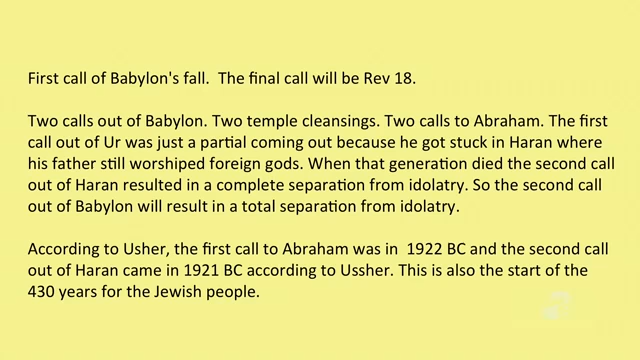 First call of Babylon's fall.  The final call will be Rev 18.
Two calls out of Babylon. Two temple cleansings. Two calls to Abraham. The first
call out of Ur was just a partial coming out because he got stuck in Haran where
his father still worshiped foreign gods. When that generation died the second call
out of Haran resulted in a complete separation from idolatry. So the second call
out of Babylon will result in a total separation from idolatry.
According to Usher, the first call to Abraham was in  1922 BC and the second call
out of Haran came in 1921 BC according to Ussher. This is also the start of the
430 years for the Jewish people.